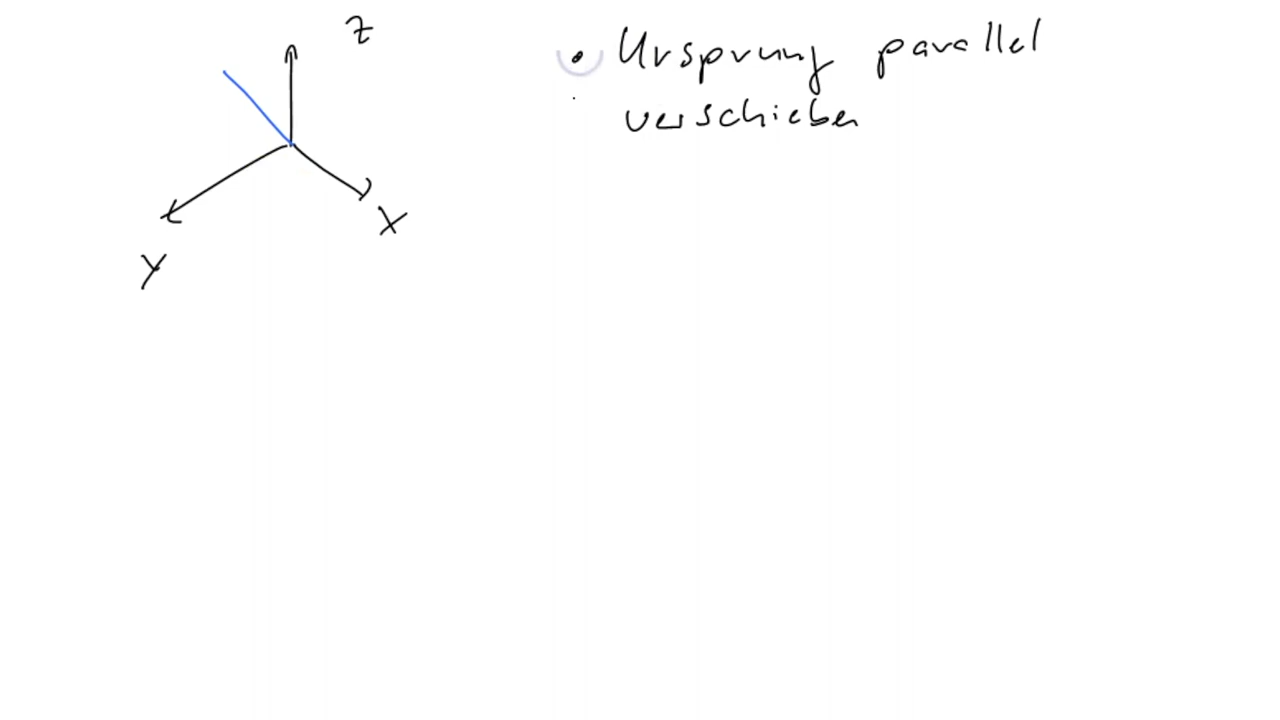 z
• Ursprung parallel
verschieben
x
y